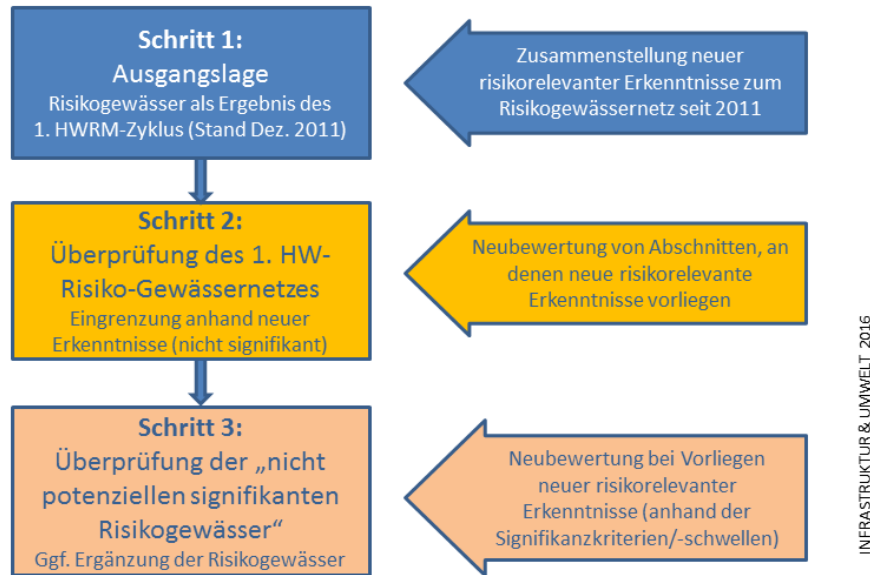 Schritt 1:
Ausgangslage
Risikogewässer als Ergebnis des
1. HWRM-Zyklus (Stand Dez. 2011)
Zusammenstellung neuer
risikorelevanter Erkenntnisse zum
Risikogewässernetz seit 2011
Schritt 2:
Überprüfung des 1. HW-
Risiko-Gewässernetzes
Eingrenzung anhand neuer
Erkenntnisse (nicht signifikant)
Neubewertung von Abschnitten, an
denen neue risikorelevante
Erkenntnisse vorliegen
Schritt 3:
Überprüfung der „nicht
potenziellen signifikanten
Risikogewässer“
Ggf. Ergänzung der Risikogewässer
Neubewertung bei Vorliegen
neuer risikorelevanter
Erkenntnisse (anhand der
Signifikanzkriterien/-schwellen)
INFRASTRUKTUR & UMWELT 2016